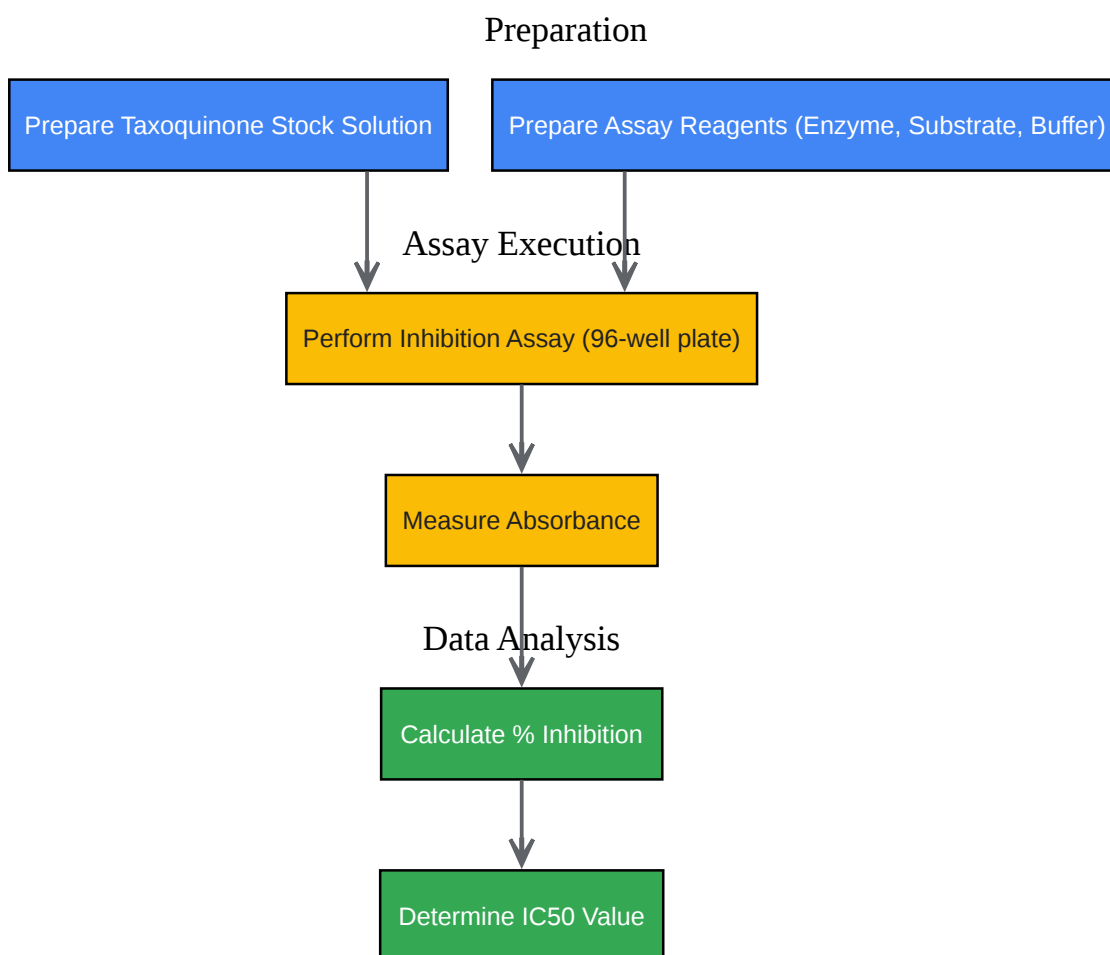 Preparation
Prepare Taxoquinone Stock Solution
Prepare Assay Reagents (Enzyme, Substrate, Buffer)
Assay Execution
Perform Inhibition Assay (96-well plate)
Measure Absorbance
Data Analysis
Calculate % Inhibition
Determine IC50 Value